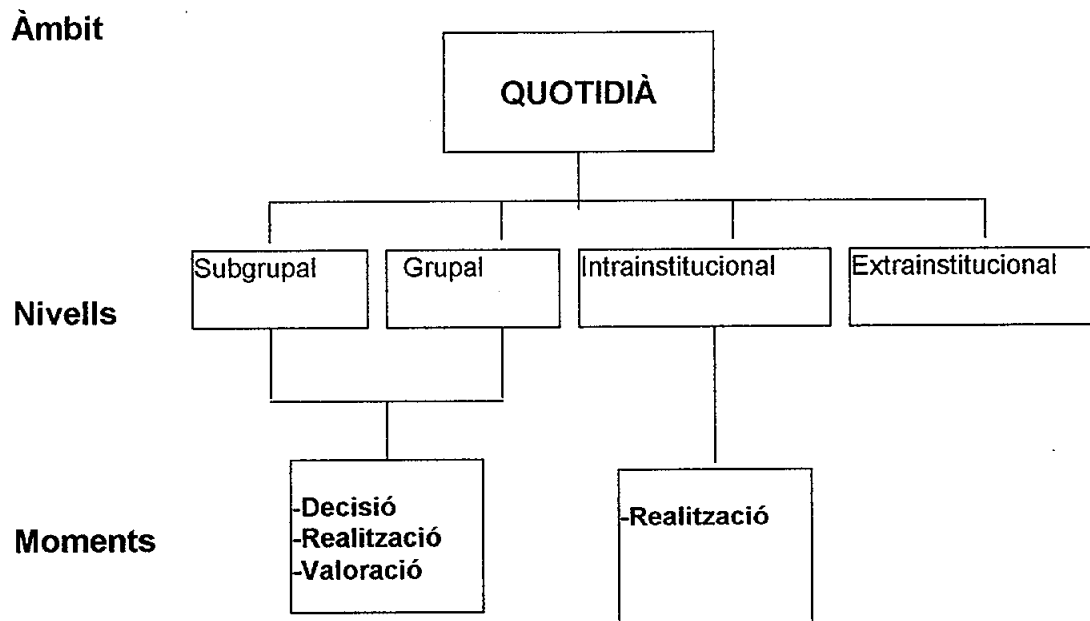 Àmbit
QUOTIDIÀ
Subgrupal
Grupal
Intrainstitucional
Extrainstitucional
Nivells
-Decisió
-Realització
-Valoració
-Realització
Moments